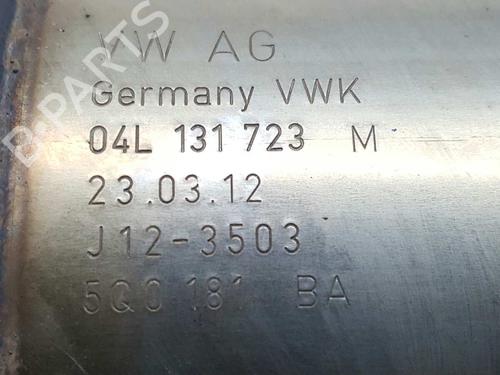 VW AG
Germany VWK
04L 131 723 M
23.03.12
J12-3503
5Q0 181 BA
B-PARTS